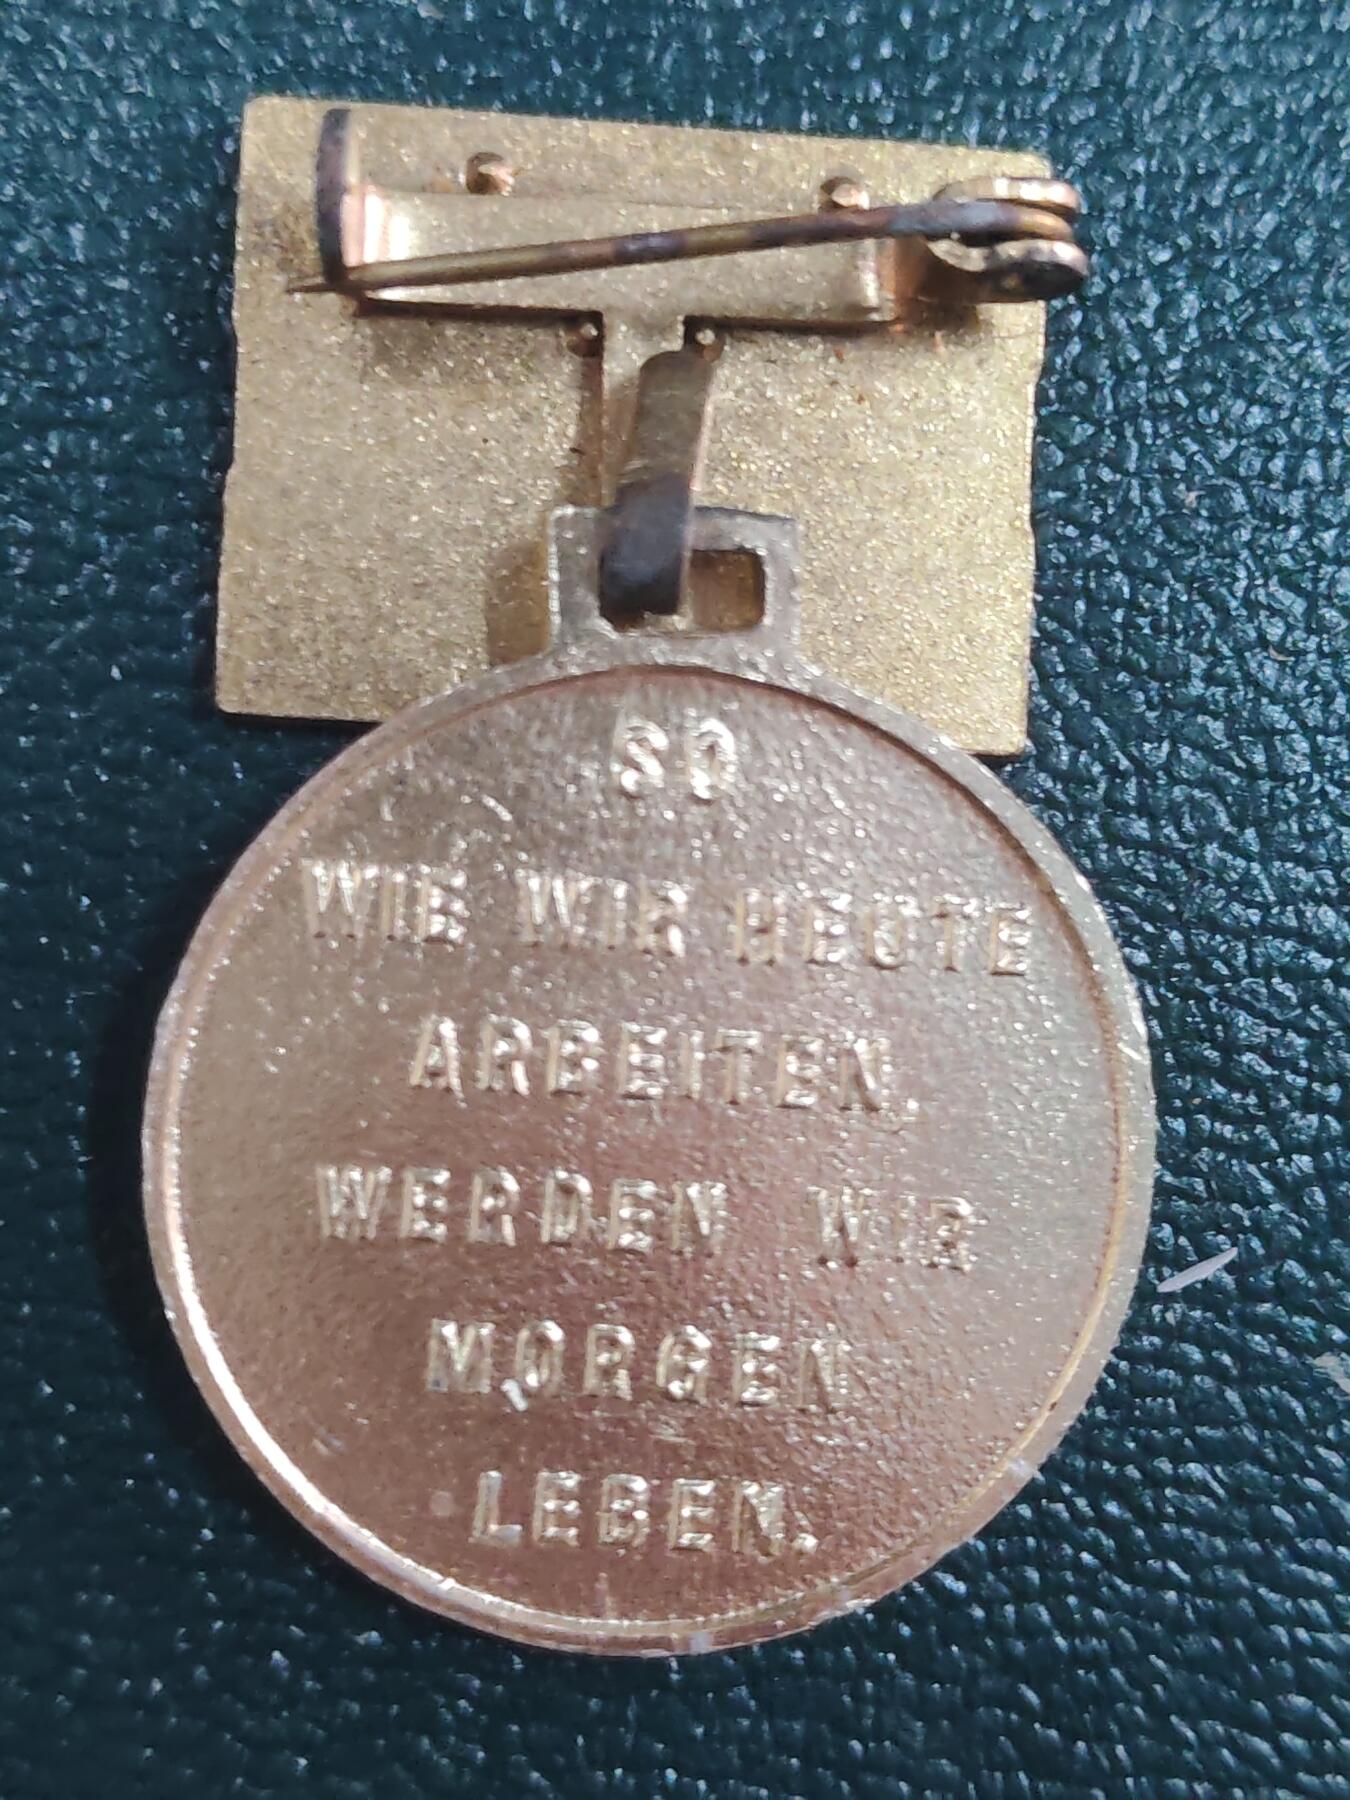 SO
WIE WIR HEUTE
ARBEITEN,
WERDEN WIR
MORGEN
LEBEN.